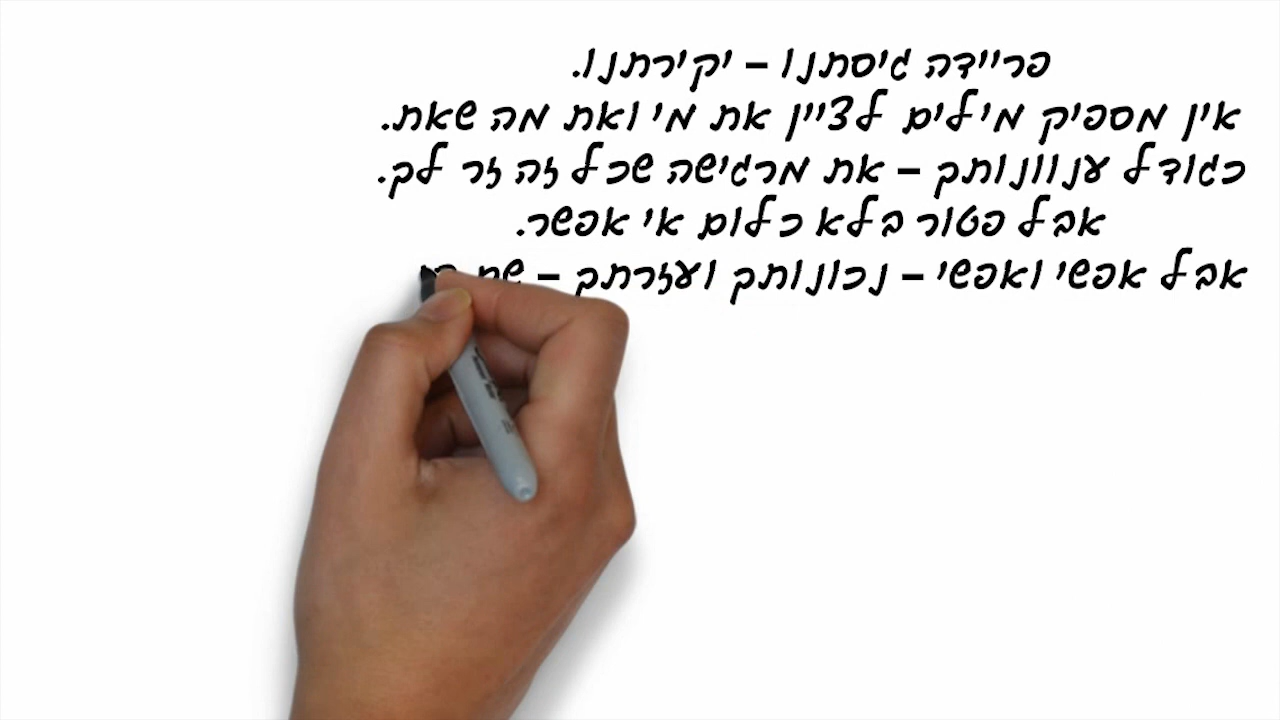 פריידה גיסתנו – יקירתנו.
אין מספיק מילים לציין את מי ואת מה שאת.
כגודל ענוונותך – את מרגישה שכל זה זר לך.
אבל פטור בלא כלום אי אפשר.
אבל אפשי ואפשי – נכונותך ועזרתך –